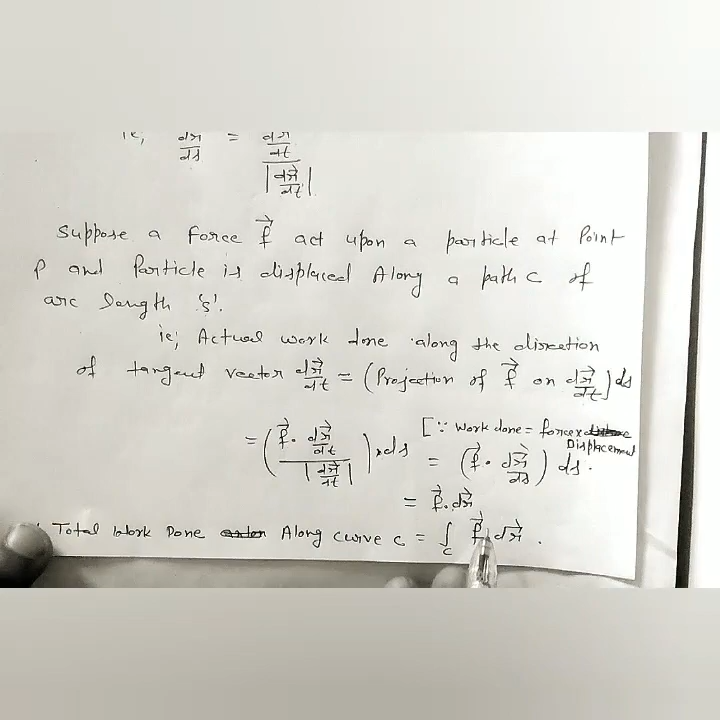 ie; dr/ds = (dr/dt)/|dr⃗/dt|
Suppose a Force f⃗ act upon a particle at Point
P and Particle is displaced Along a path C of
arc length 's'.
ie; Actual work done along the direction
of tangent vector dr⃗/dt = (Projection of f⃗ on dr⃗/dt) ds
= ((f⃗ · dr⃗/dt)/|dr⃗/dt|) × ds [∵ work done = force × Displacement
= (f⃗ · dr⃗/ds) ds.
= f⃗ . dr⃗
Total Work Done Along curve C = ∫_C f⃗ . dr⃗ .